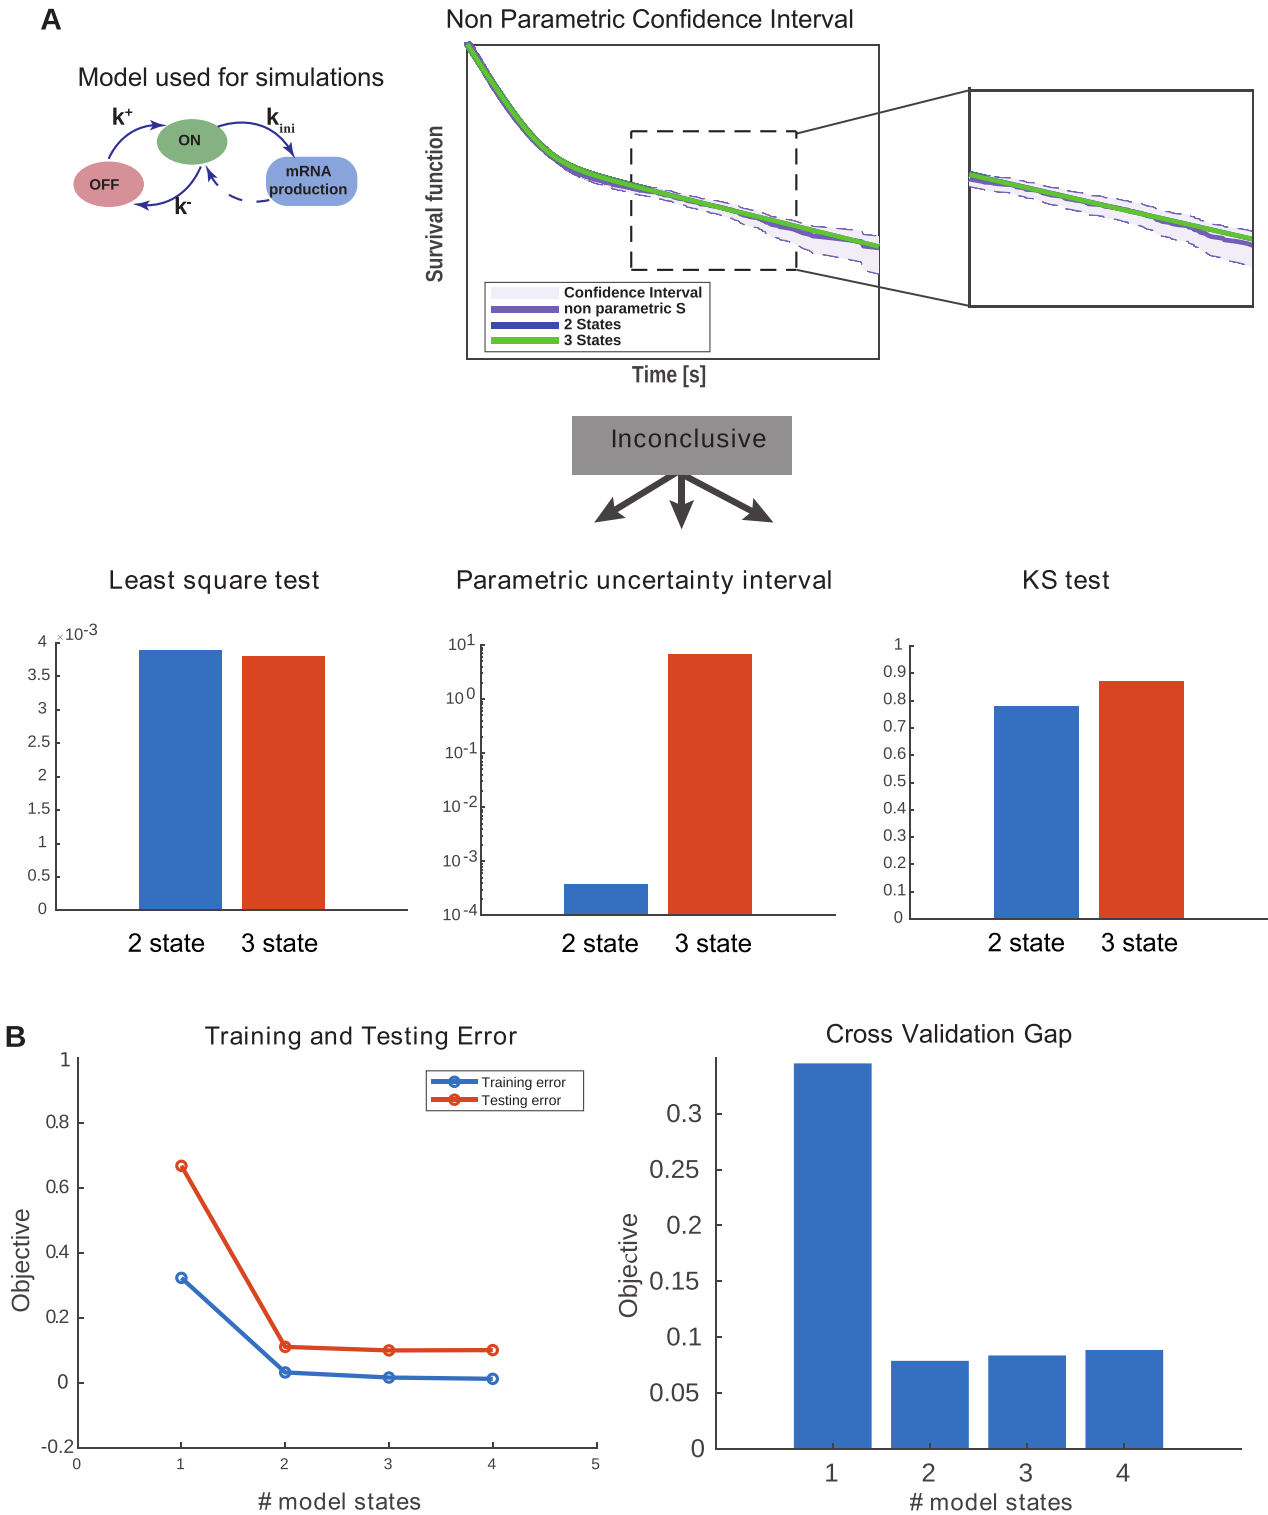 A
Non Parametric Confidence Interval
Model used for simulations
k+
ON
kini
OFF
mRNA
production
k-
Survival function
Confidence Interval
non parametric S
2 States
3 States
Time [s]
Inconclusive
Least square test
Parametric uncertainty interval
KS test
×10-3
4
3.5
3
2.5
2
1.5
1
0.5
0
2 state 3 state
101
100
10-1
10-2
10-3
10-4
2 state 3 state
1
0.9
0.8
0.7
0.6
0.5
0.4
0.3
0.2
0.1
0
2 state 3 state
B
Training and Testing Error
Training error
Testing error
Objective
1
0.8
0.6
0.4
0.2
0
-0.2
0 1 2 3 4 5
# model states
Cross Validation Gap
Objective
0.3
0.25
0.2
0.15
0.1
0.05
0
1 2 3 4
# model states